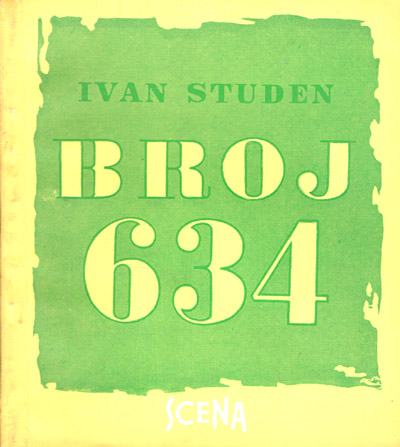 IVAN STUDEN
BROJ
634
SCENA